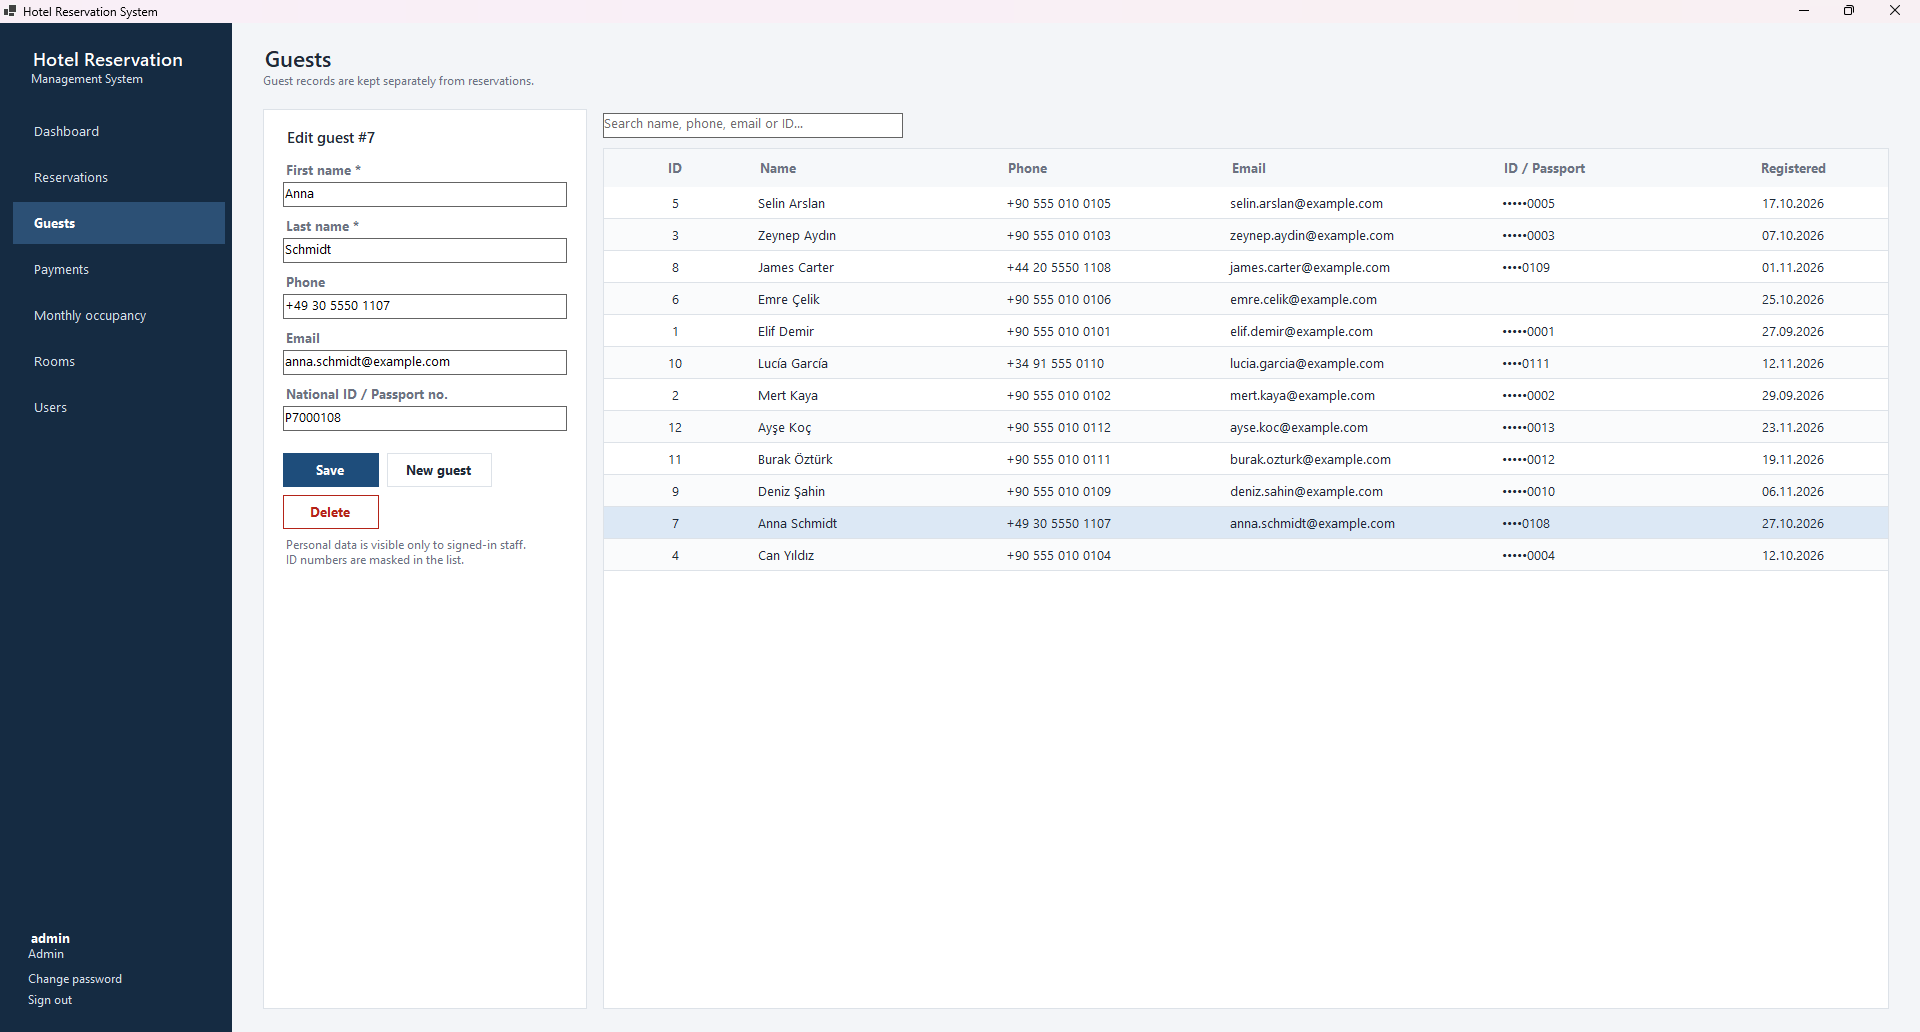 Hotel Reservation System
Hotel Reservation
Management System
Dashboard
Reservations
Guests
Payments
Monthly occupancy
Rooms
Users
admin
Admin
Change password
Sign out
Guests
Guest records are kept separately from reservations.
Edit guest #7
First name *
Anna
Last name *
Schmidt
Phone
+49 30 5550 1107
Email
anna.schmidt@example.com
National ID / Passport no.
P7000108
Save New guest
Delete
Personal data is visible only to signed-in staff.
ID numbers are masked in the list.
Search name, phone, email or ID...
ID Name Phone Email ID / Passport Registered
5 Selin Arslan +90 555 010 0105 selin.arslan@example.com •••••0005 17.10.2026
3 Zeynep Aydın +90 555 010 0103 zeynep.aydin@example.com •••••0003 07.10.2026
8 James Carter +44 20 5550 1108 james.carter@example.com ••••0109 01.11.2026
6 Emre Çelik +90 555 010 0106 emre.celik@example.com 25.10.2026
1 Elif Demir +90 555 010 0101 elif.demir@example.com •••••0001 27.09.2026
10 Lucía García +34 91 555 0110 lucia.garcia@example.com ••••0111 12.11.2026
2 Mert Kaya +90 555 010 0102 mert.kaya@example.com •••••0002 29.09.2026
12 Ayşe Koç +90 555 010 0112 ayse.koc@example.com •••••0013 23.11.2026
11 Burak Öztürk +90 555 010 0111 burak.ozturk@example.com •••••0012 19.11.2026
9 Deniz Şahin +90 555 010 0109 deniz.sahin@example.com •••••0010 06.11.2026
7 Anna Schmidt +49 30 5550 1107 anna.schmidt@example.com ••••0108 27.10.2026
4 Can Yıldız +90 555 010 0104 •••••0004 12.10.2026